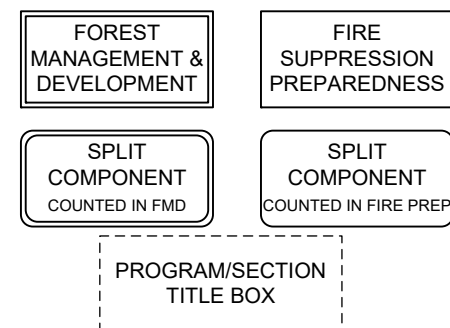 FOREST
MANAGEMENT &
DEVELOPMENT
FIRE
SUPPRESSION
PREPAREDNESS
SPLIT
COMPONENT
COUNTED IN FMD
SPLIT
COMPONENT
COUNTED IN FIRE PREP
PROGRAM/SECTION
TITLE BOX